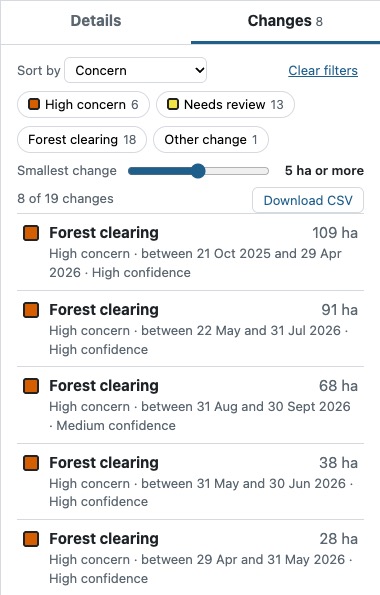 Details
Changes 8
Sort by Concern Clear filters
High concern 6 Needs review 13
Forest clearing 18 Other change 1
Smallest change 5 ha or more
8 of 19 changes Download CSV
Forest clearing 109 ha
High concern · between 21 Oct 2025 and 29 Apr
2026 · High confidence
Forest clearing 91 ha
High concern · between 22 May and 31 Jul 2026 ·
High confidence
Forest clearing 68 ha
High concern · between 31 Aug and 30 Sept 2026
· Medium confidence
Forest clearing 38 ha
High concern · between 31 May and 30 Jun 2026 ·
High confidence
Forest clearing 28 ha
High concern · between 29 Apr and 31 May 2026 ·
High confidence